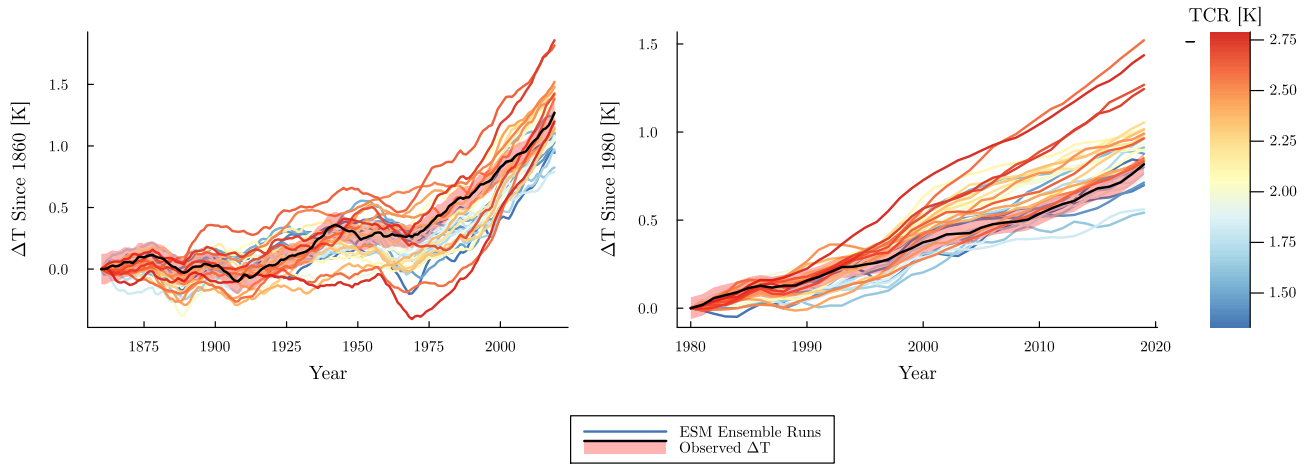 ΔT Since 1860 [K]
1.5
1.0
0.5
0.0
1875 1900 1925 1950 1975 2000
Year
ΔT Since 1980 [K]
1.5
1.0
0.5
0.0
1980 1990 2000 2010 2020
Year
TCR [K]
2.75
2.50
2.25
2.00
1.75
1.50
ESM Ensemble Runs
Observed ΔT